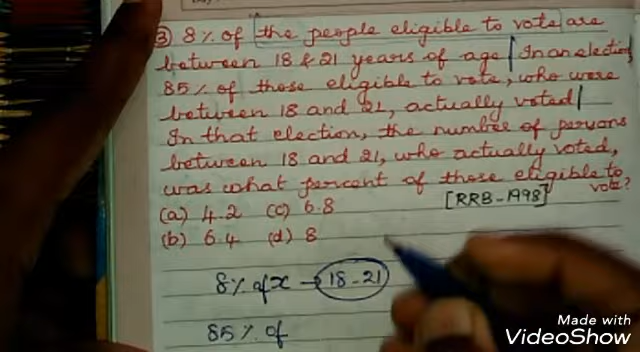 ③ 8% of the people eligible to vote are
between 18 & 21 years of age | In an election,
85% of those eligible to vote, who were
between 18 and 21, actually voted |
In that election, the number of persons
between 18 and 21, who actually voted,
was what percent of those eligible to
vote?
(a) 4.2 (c) 6.8 [RRB-1998]
(b) 6.4 (d) 8
8% of x → 18-21
85% of
Made with
VideoShow